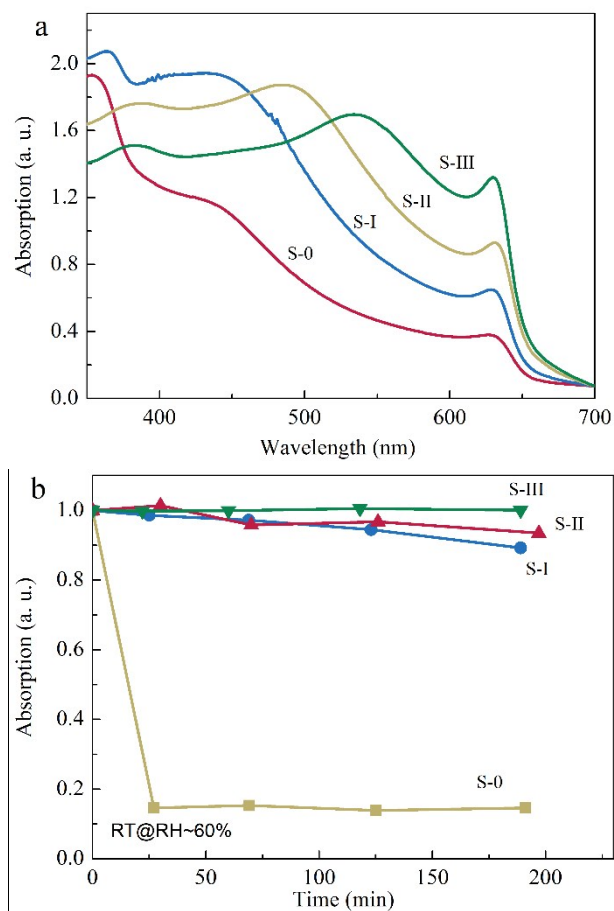 a
2.0
1.6
1.2
0.8
0.4
0.0
Absorption (a. u.)
S-III
S-II
S-I
S-0
400
500
600
700
Wavelength (nm)
b
1.0
0.8
0.6
0.4
0.2
0.0
Absorption (a. u.)
S-III
S-II
S-I
S-0
RT@RH~60%
0
50
100
150
200
Time (min)